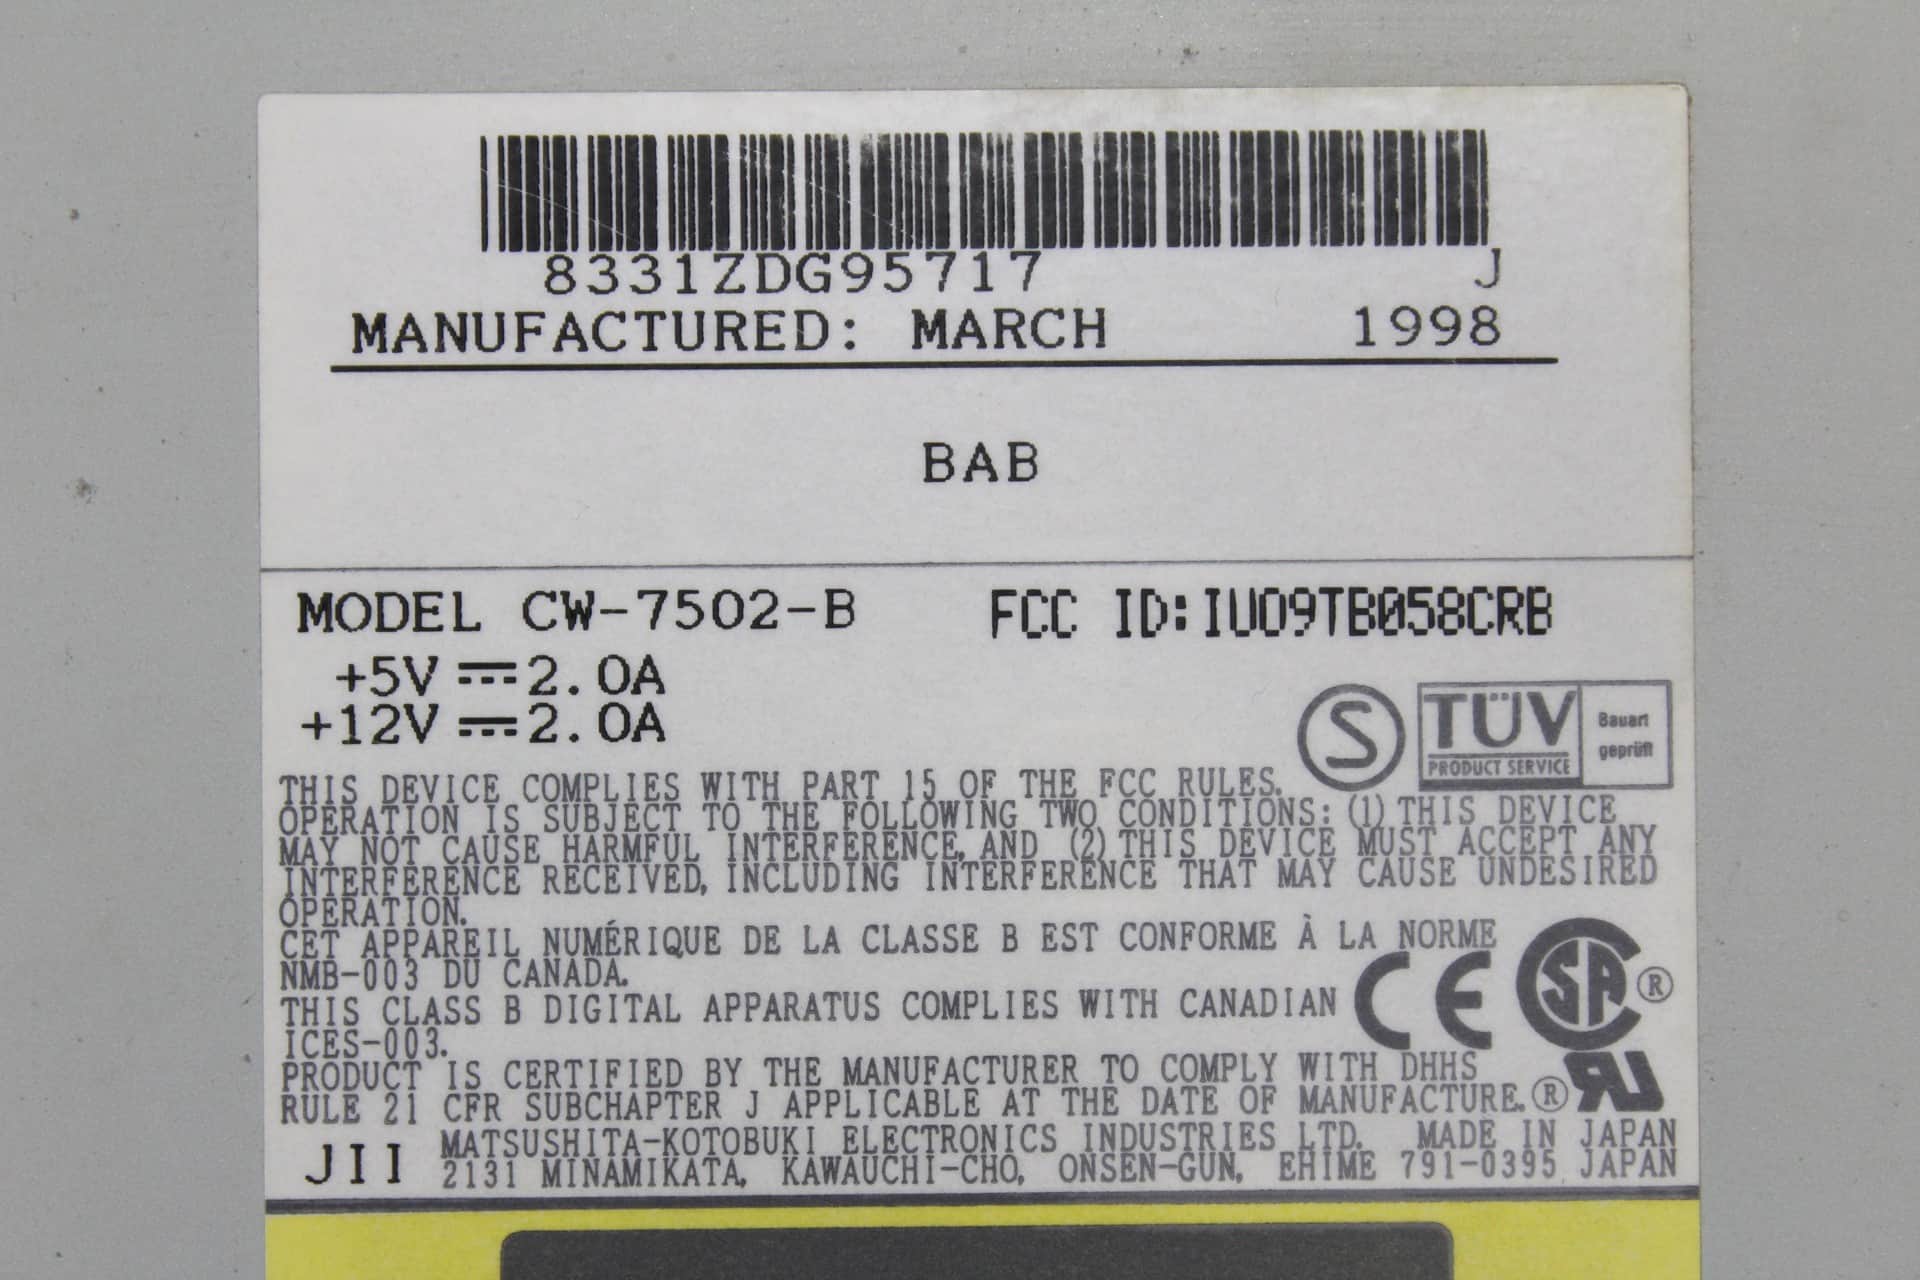 8331ZDG95717 J
MANUFACTURED: MARCH 1998
BAB
MODEL CW-7502-B FCC ID:IUO9TB058CRB
+5V ⎓ 2.0A
+12V ⎓ 2.0A
S TÜV PRODUCT SERVICE Bauart geprüft
THIS DEVICE COMPLIES WITH PART 15 OF THE FCC RULES.
OPERATION IS SUBJECT TO THE FOLLOWING TWO CONDITIONS: (1) THIS DEVICE
MAY NOT CAUSE HARMFUL INTERFERENCE, AND (2) THIS DEVICE MUST ACCEPT ANY
INTERFERENCE RECEIVED, INCLUDING INTERFERENCE THAT MAY CAUSE UNDESIRED
OPERATION.
CET APPAREIL NUMÉRIQUE DE LA CLASSE B EST CONFORME À LA NORME
NMB-003 DU CANADA.
THIS CLASS B DIGITAL APPARATUS COMPLIES WITH CANADIAN
ICES-003.
CE SA ®
PRODUCT IS CERTIFIED BY THE MANUFACTURER TO COMPLY WITH DHHS
RULE 21 CFR SUBCHAPTER J APPLICABLE AT THE DATE OF MANUFACTURE. ® RU
JII MATSUSHITA-KOTOBUKI ELECTRONICS INDUSTRIES LTD. MADE IN JAPAN
2131 MINAMIKATA, KAWAUCHI-CHO, ONSEN-GUN, EHIME 791-0395 JAPAN